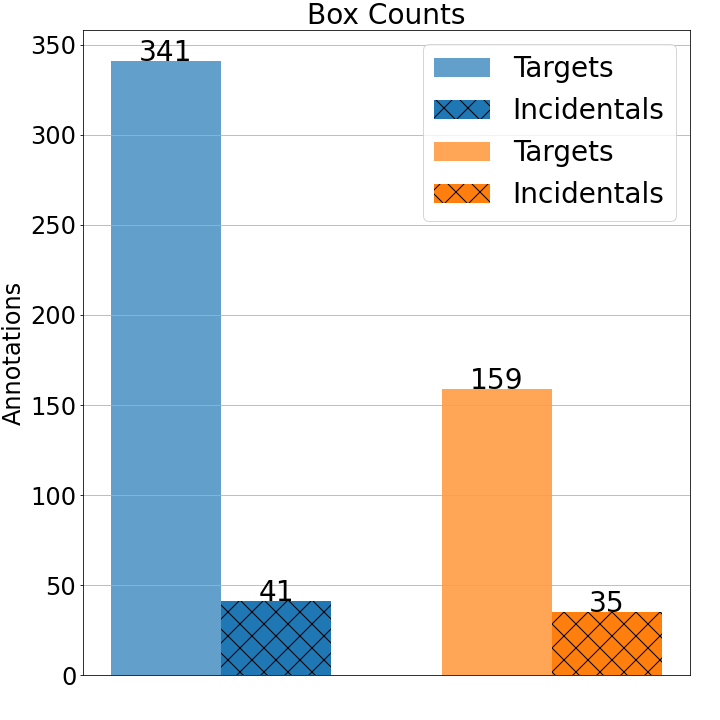 Box Counts
Annotations
350
300
250
200
150
100
50
0
341
41
159
35
Targets
Incidentals
Targets
Incidentals